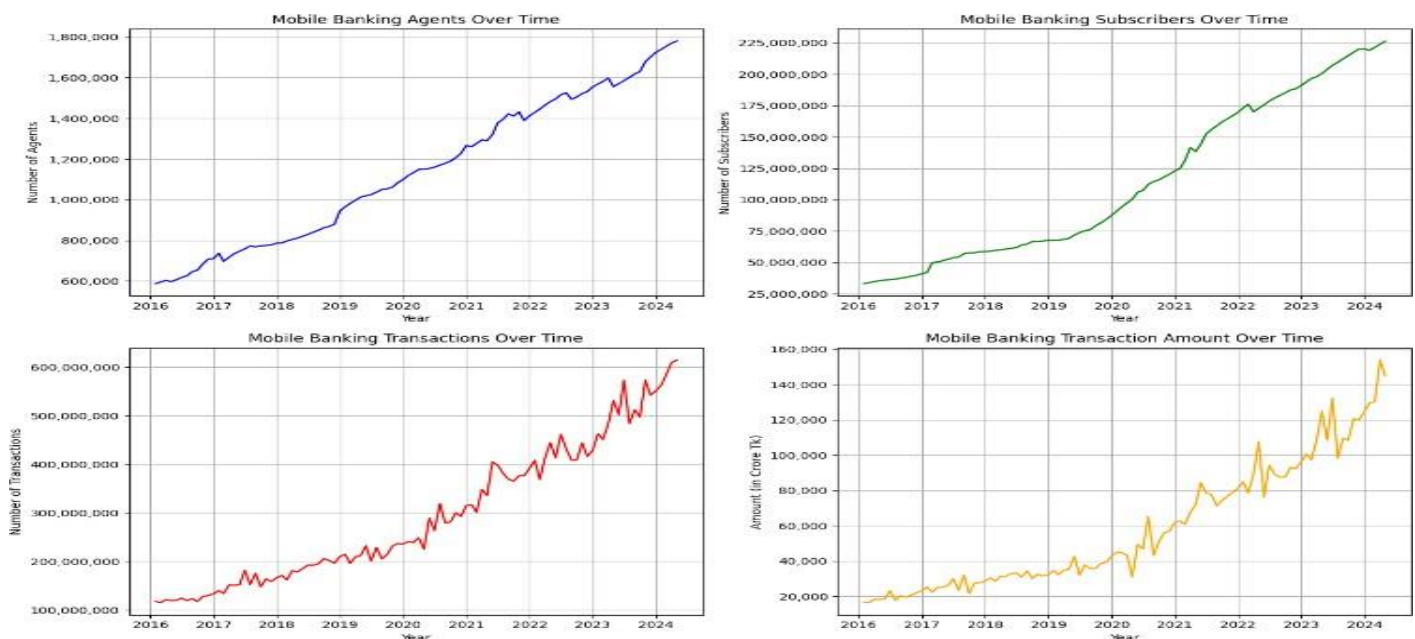 Mobile Banking Agents Over Time
1,800,000
1,600,000
1,400,000
1,200,000
1,000,000
800,000
600,000
Number of Agents
2016 2017 2018 2019 2020 2021 2022 2023 2024
Year
Mobile Banking Subscribers Over Time
225,000,000
200,000,000
175,000,000
150,000,000
125,000,000
100,000,000
75,000,000
50,000,000
25,000,000
Number of Subscribers
2016 2017 2018 2019 2020 2021 2022 2023 2024
Year
Mobile Banking Transactions Over Time
600,000,000
500,000,000
400,000,000
300,000,000
200,000,000
100,000,000
Number of Transactions
2016 2017 2018 2019 2020 2021 2022 2023 2024
Year
Mobile Banking Transaction Amount Over Time
160,000
140,000
120,000
100,000
80,000
60,000
40,000
20,000
Amount (in Crore Tk)
2016 2017 2018 2019 2020 2021 2022 2023 2024
Year